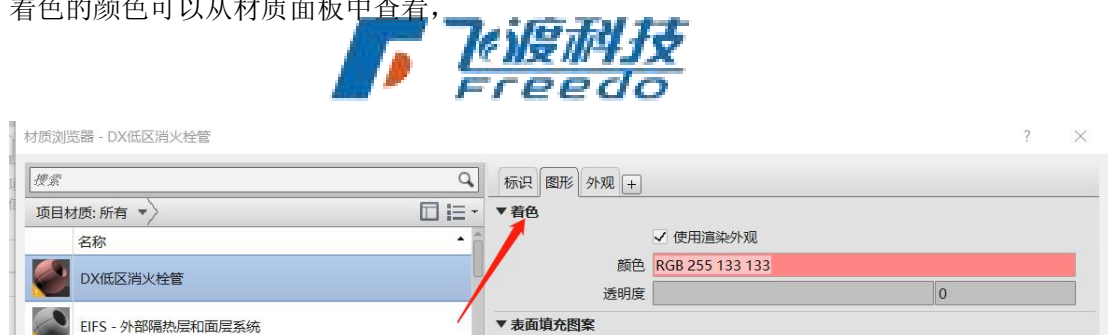 着色的颜色可以从材质面板中查看，
飞渡科技
Freedo
材质浏览器 - DX低区消火栓管
?
搜索
标识 图形 外观
项目材质: 所有
着色
名称
使用渲染外观
颜色 RGB 255 133 133
DX低区消火栓管
透明度 0
EIFS - 外部隔热层和面层系统
表面填充图案